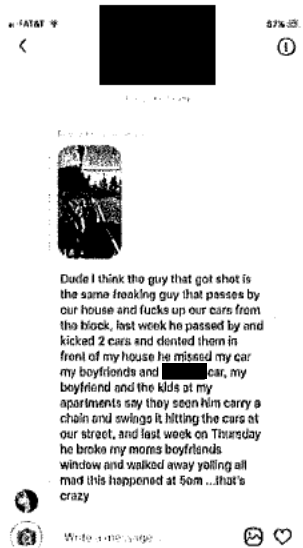 AT&T
87%
Dude I think the guy that got shot is
the same freaking guy that passes by
our house and fucks up our cars from
the block, last week he passed by and
kicked 2 cars and dented them in
front of my house he missed my car
my boyfriends and car, my
boyfriend and the kids at my
apartments say they seen him carry a
chain and swings it hitting the cars at
our street, and last week on Thursday
he broke my moms boyfriends
window and walked away yelling all
mad this happened at 5am ...that's
crazy
Write a message